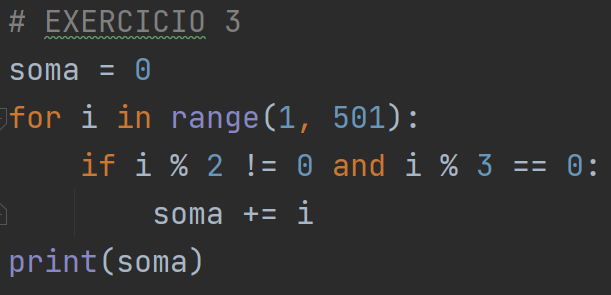 # EXERCICIO 3
soma = 0
for i in range(1, 501):
    if i % 2 != 0 and i % 3 == 0:
        soma += i
print(soma)